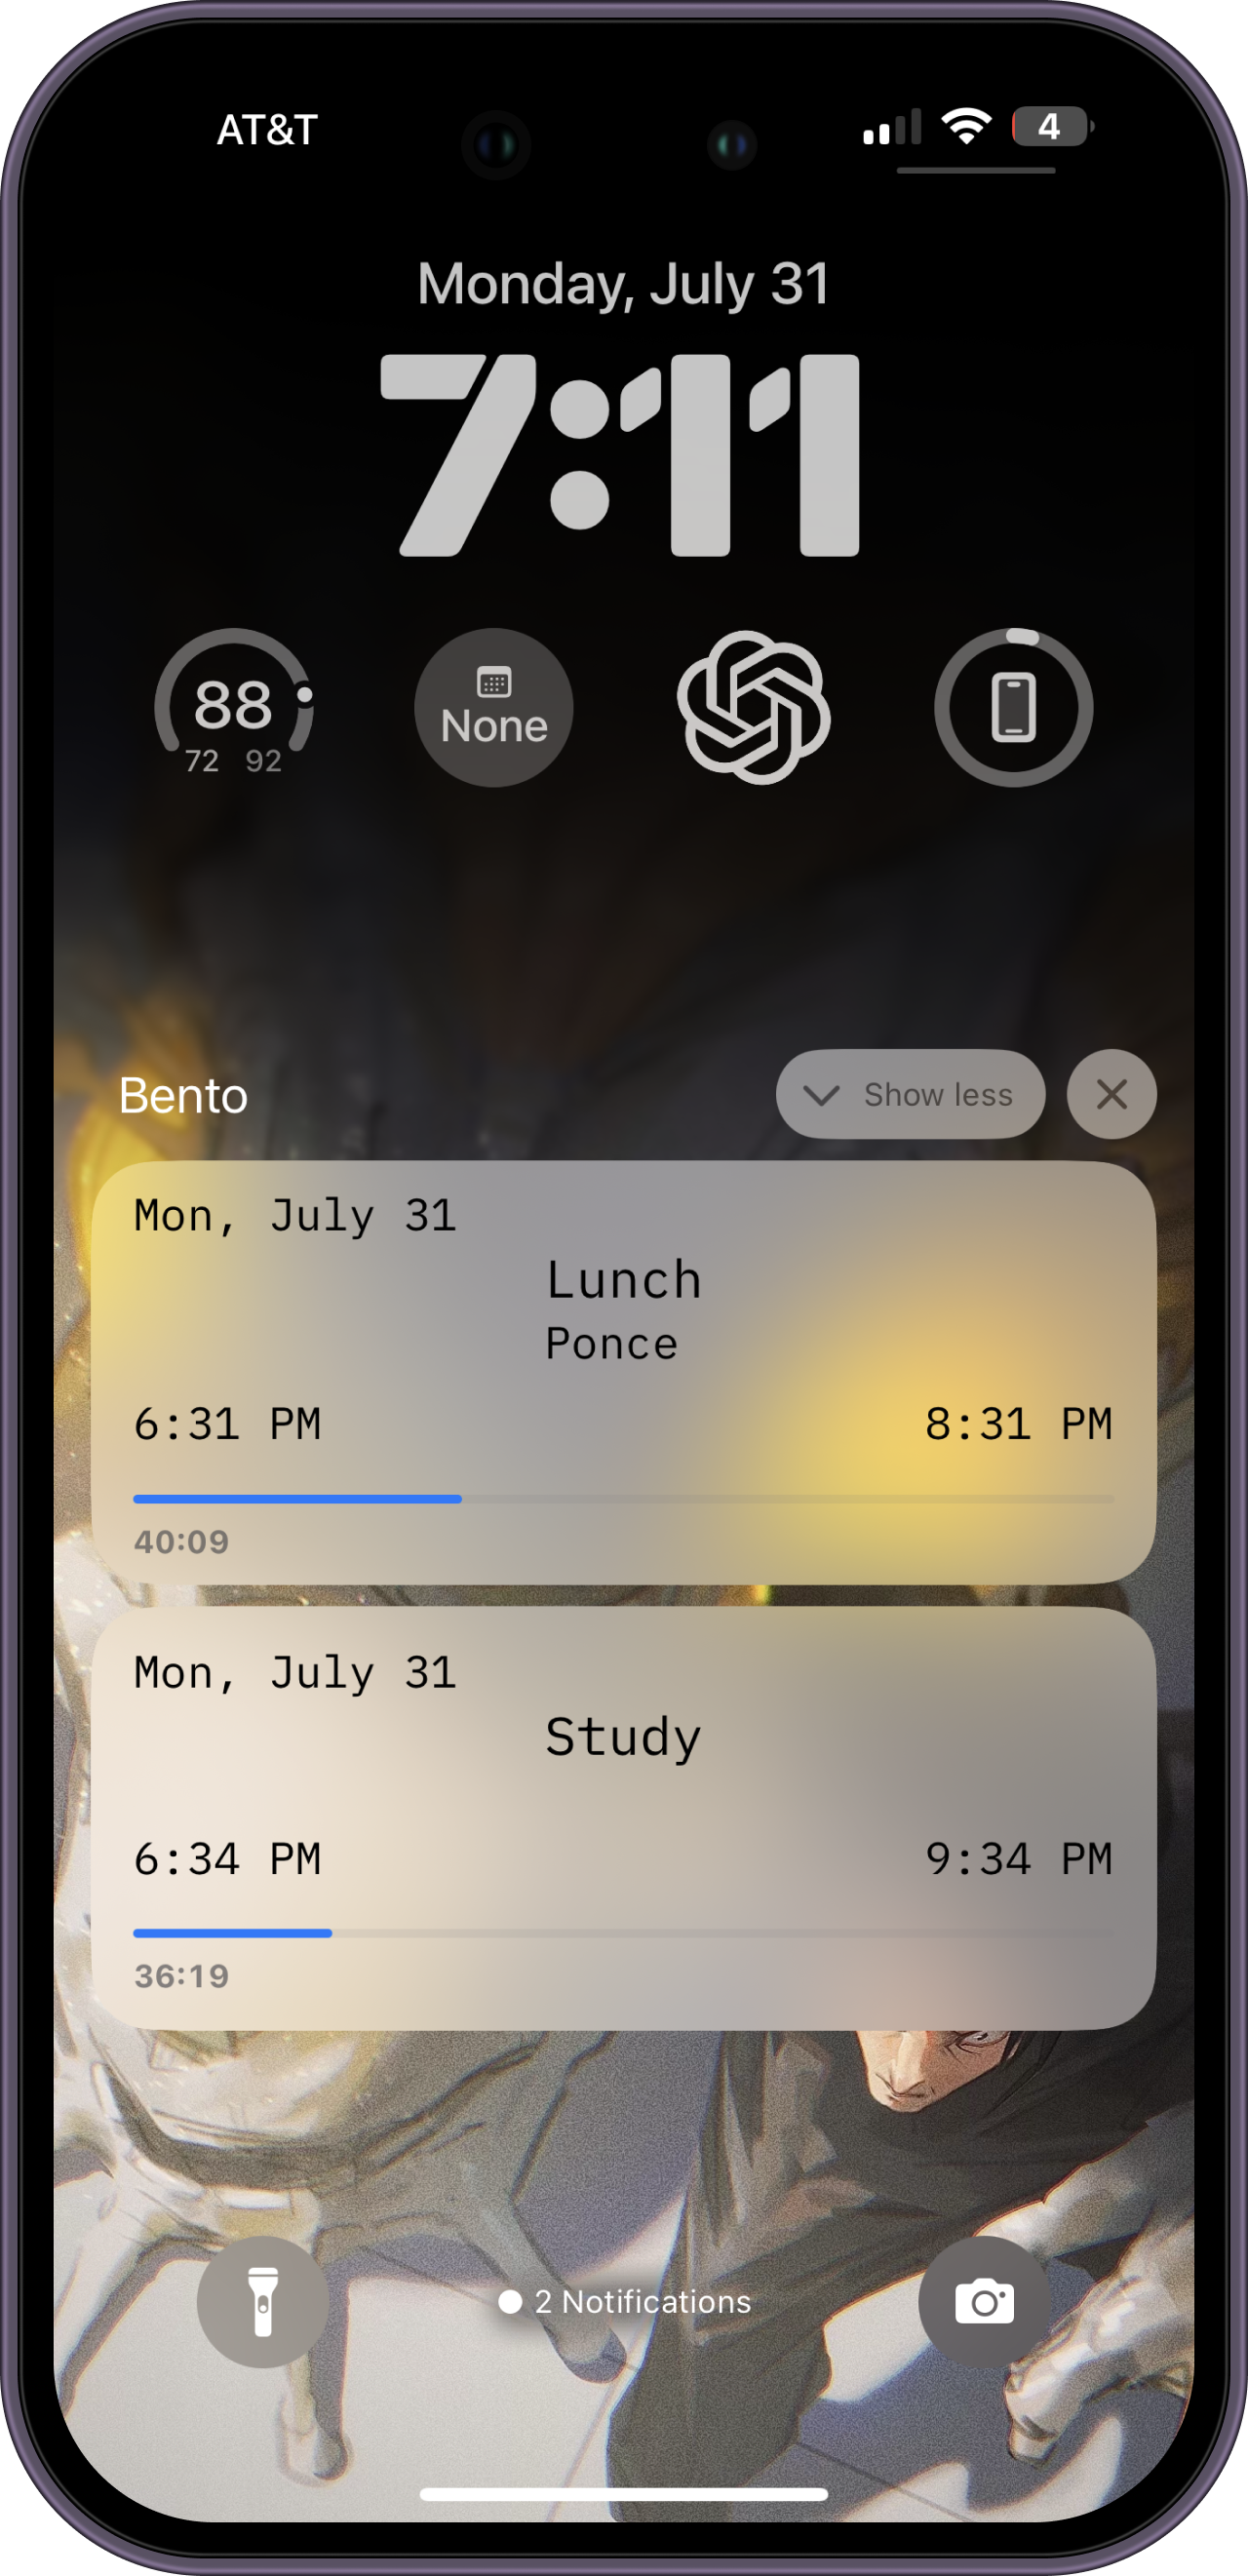 AT&T 4
Monday, July 31
7:11
88
72 92
None
Bento
Show less
Mon, July 31
Lunch
Ponce
6:31 PM 8:31 PM
40:09
Mon, July 31
Study
6:34 PM 9:34 PM
36:19
2 Notifications